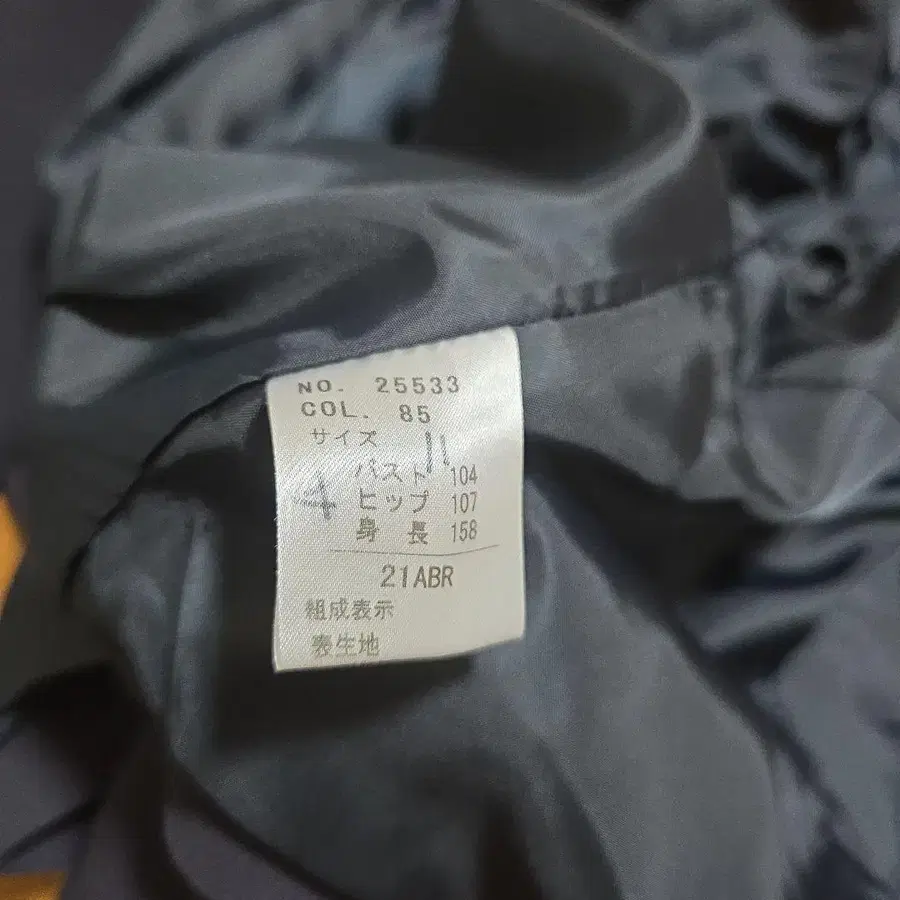 NO. 25533
COL. 85
サイズ
11
バスト 104
4 ヒップ 107
身 長 158
21ABR
組成表示
表生地